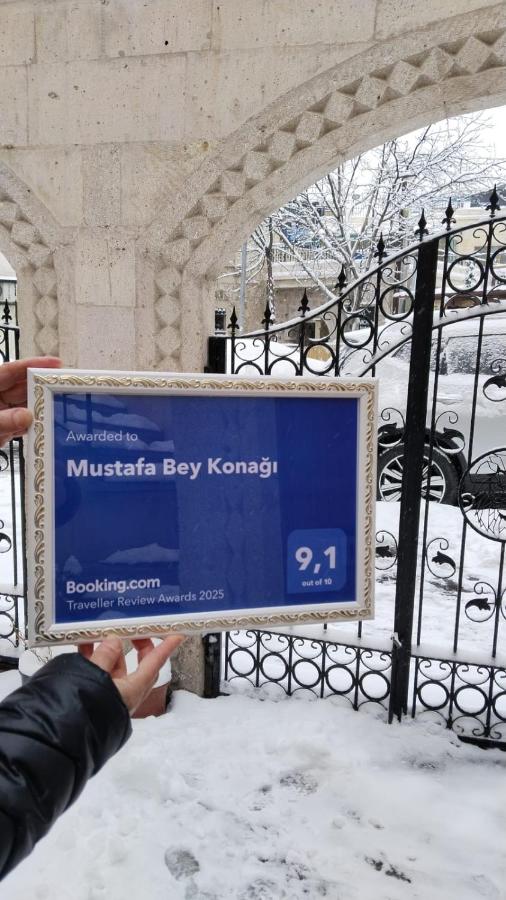 Awarded to
Mustafa Bey Konağı
9,1
out of 10
Booking.com
Traveller Review Awards 2025